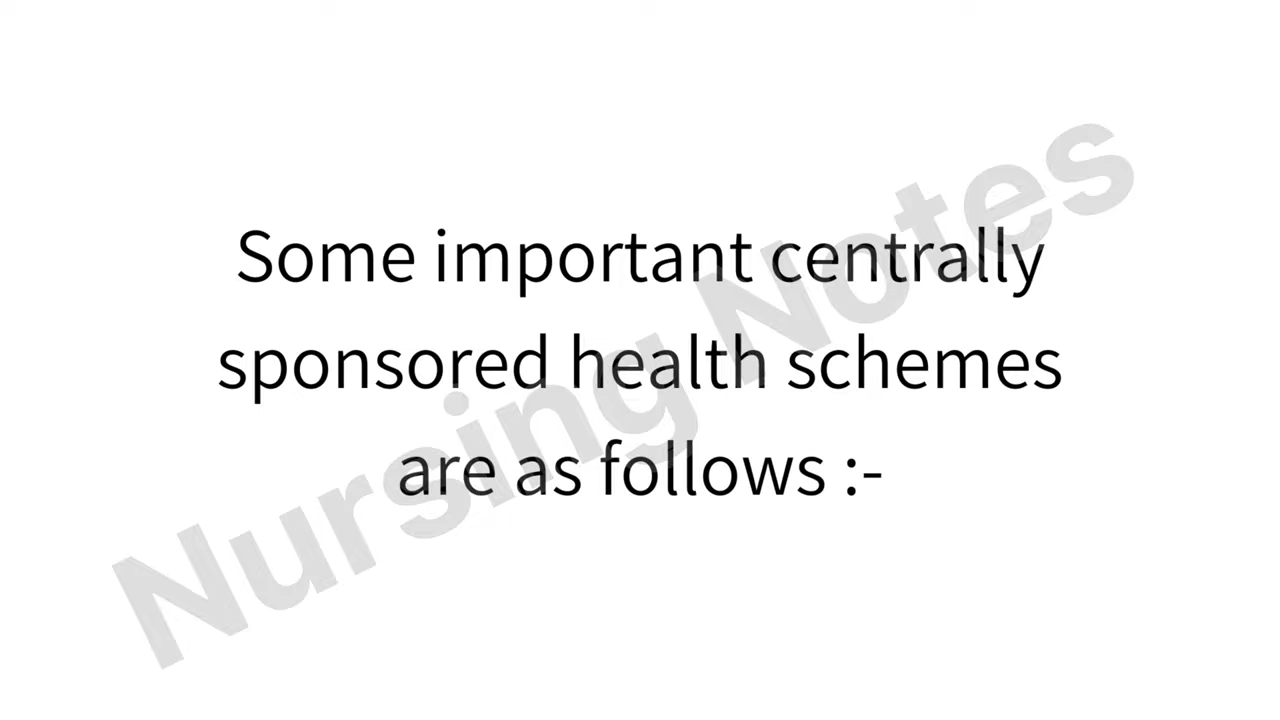 Some important centrally
sponsored health schemes
are as follows :-
Nursing Notes